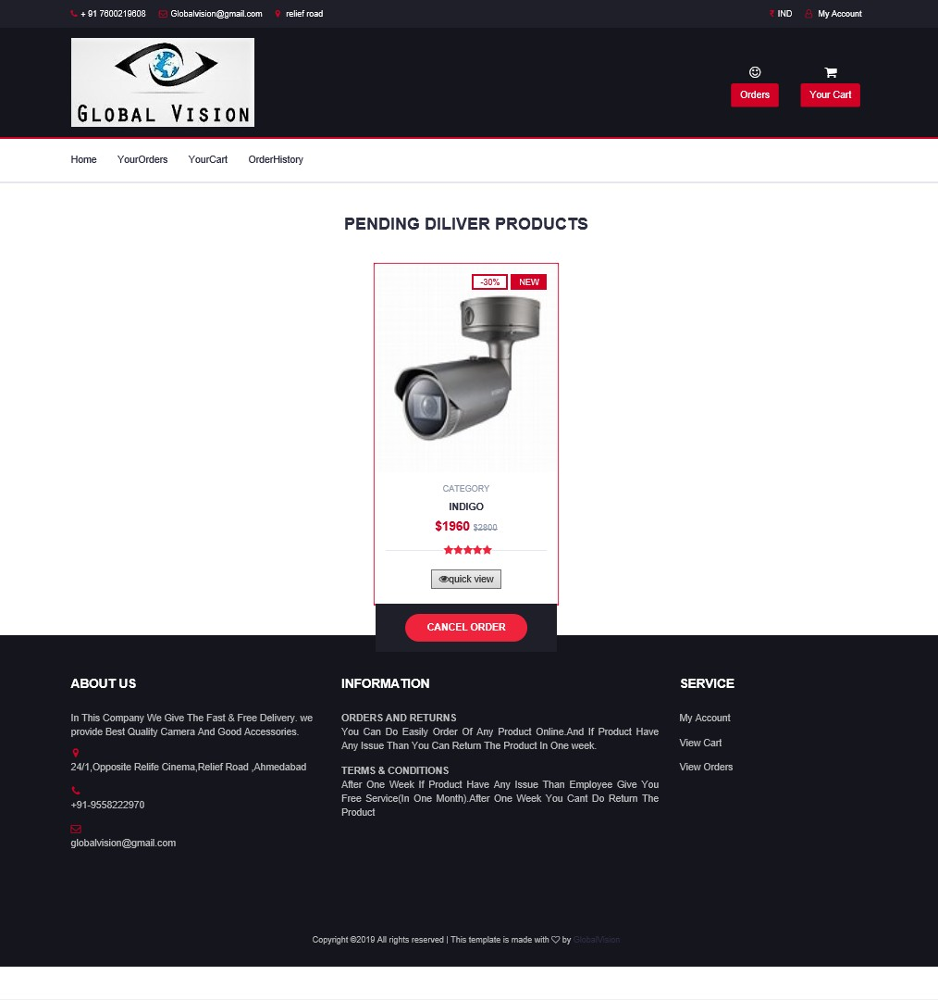 + 91 7600219608 Globalvision@gmail.com relief road ₹ IND My Account
GLOBAL VISION
Orders Your Cart
Home YourOrders YourCart OrderHistory
PENDING DILIVER PRODUCTS
-30% NEW
CATEGORY
INDIGO
$1960 $2800
quick view
CANCEL ORDER
ABOUT US
In This Company We Give The Fast & Free Delivery. we
provide Best Quality Camera And Good Accessories.
24/1,Opposite Relife Cinema,Relief Road ,Ahmedabad
+91-9558222970
globalvision@gmail.com
INFORMATION
ORDERS AND RETURNS
You Can Do Easily Order Of Any Product Online.And If Product Have
Any Issue Than You Can Return The Product In One week.
TERMS & CONDITIONS
After One Week If Product Have Any Issue Than Employee Give You
Free Service(In One Month).After One Week You Cant Do Return The
Product
SERVICE
My Account
View Cart
View Orders
Copyright ©2019 All rights reserved | This template is made with ♡ by GlobalVision